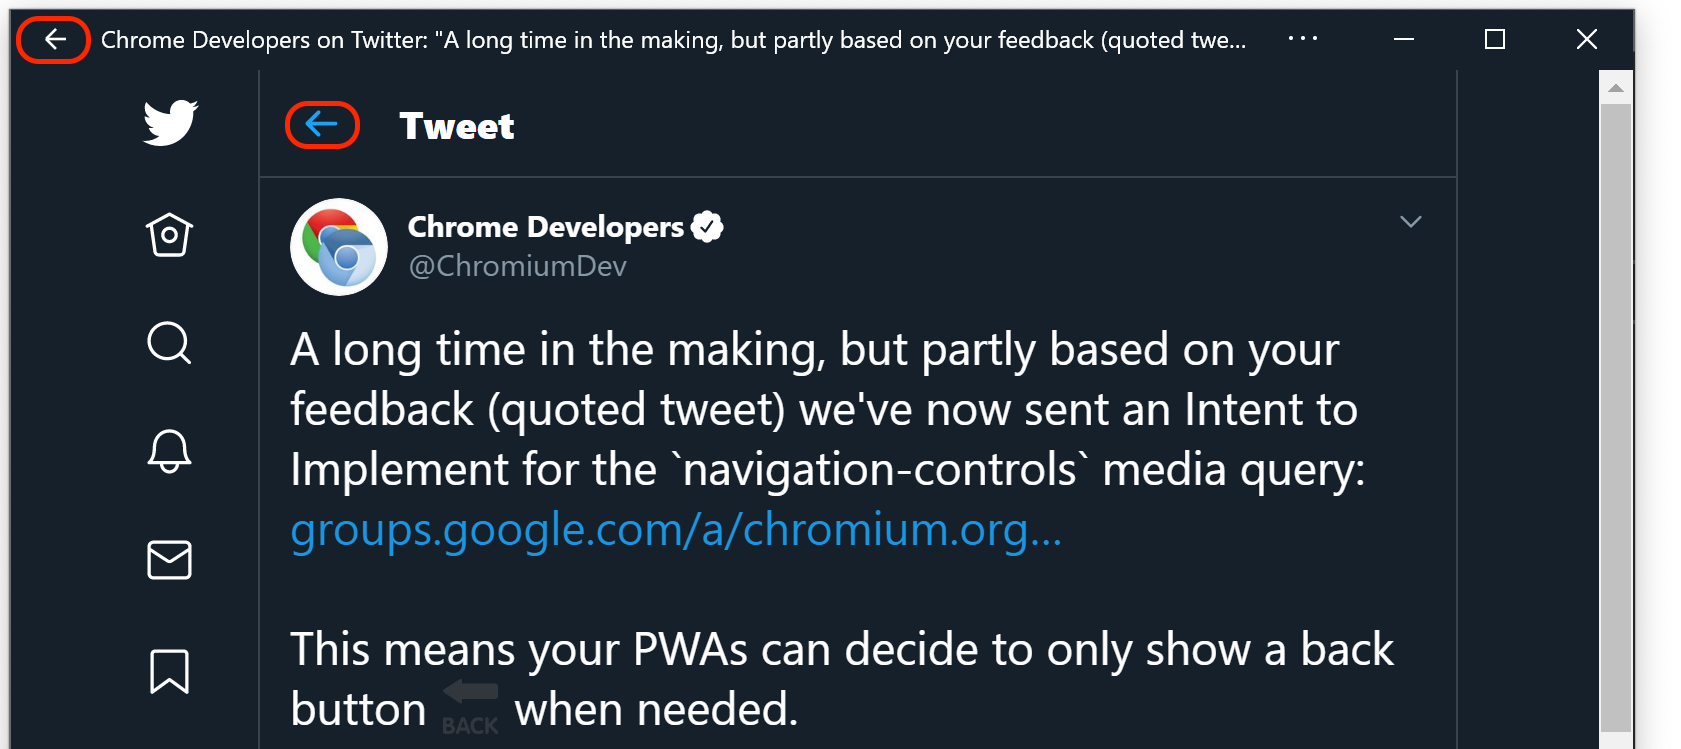 Chrome Developers on Twitter: "A long time in the making, but partly based on your feedback (quoted twe...
Tweet
Chrome Developers
@ChromiumDev
A long time in the making, but partly based on your
feedback (quoted tweet) we've now sent an Intent to
Implement for the `navigation-controls` media query:
groups.google.com/a/chromium.org...
This means your PWAs can decide to only show a back
button BACK when needed.